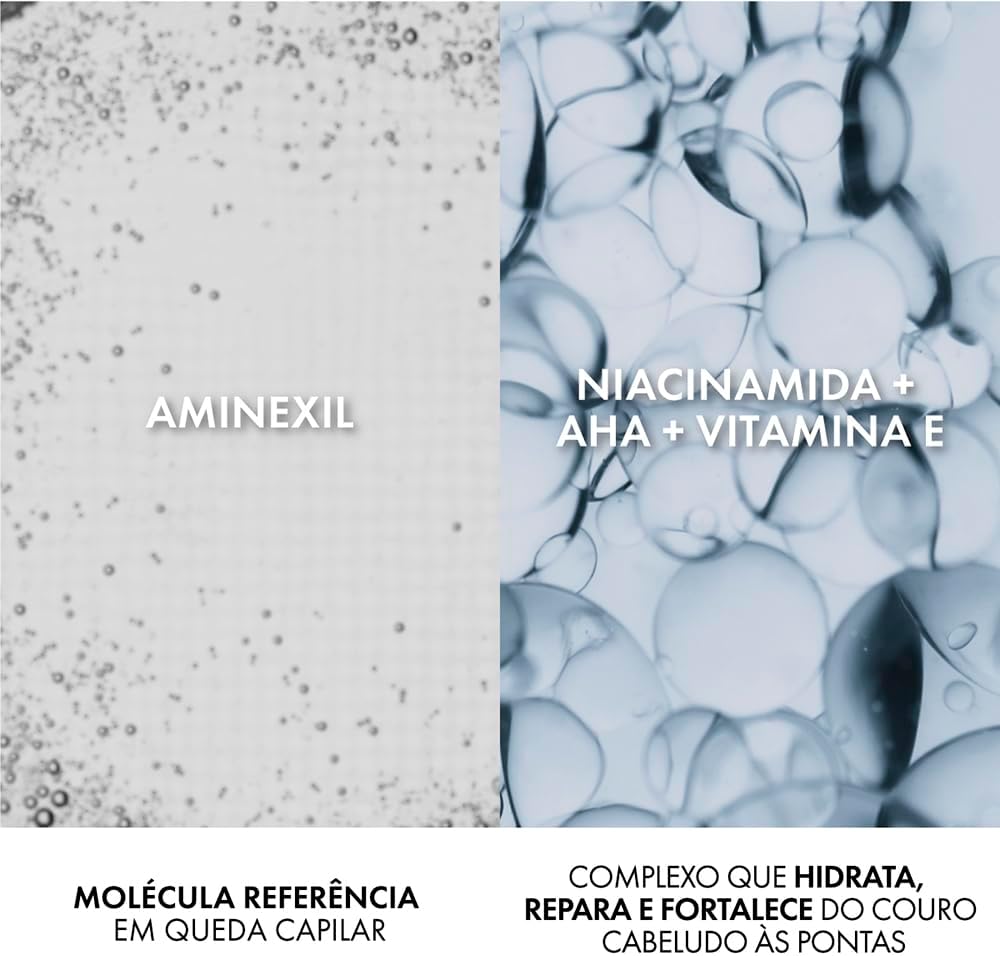 AMINEXIL
NIACINAMIDA +
AHA + VITAMINA E
MOLÉCULA REFERÊNCIA
EM QUEDA CAPILAR
COMPLEXO QUE HIDRATA,
REPARA E FORTALECE DO COURO
CABELUDO ÀS PONTAS